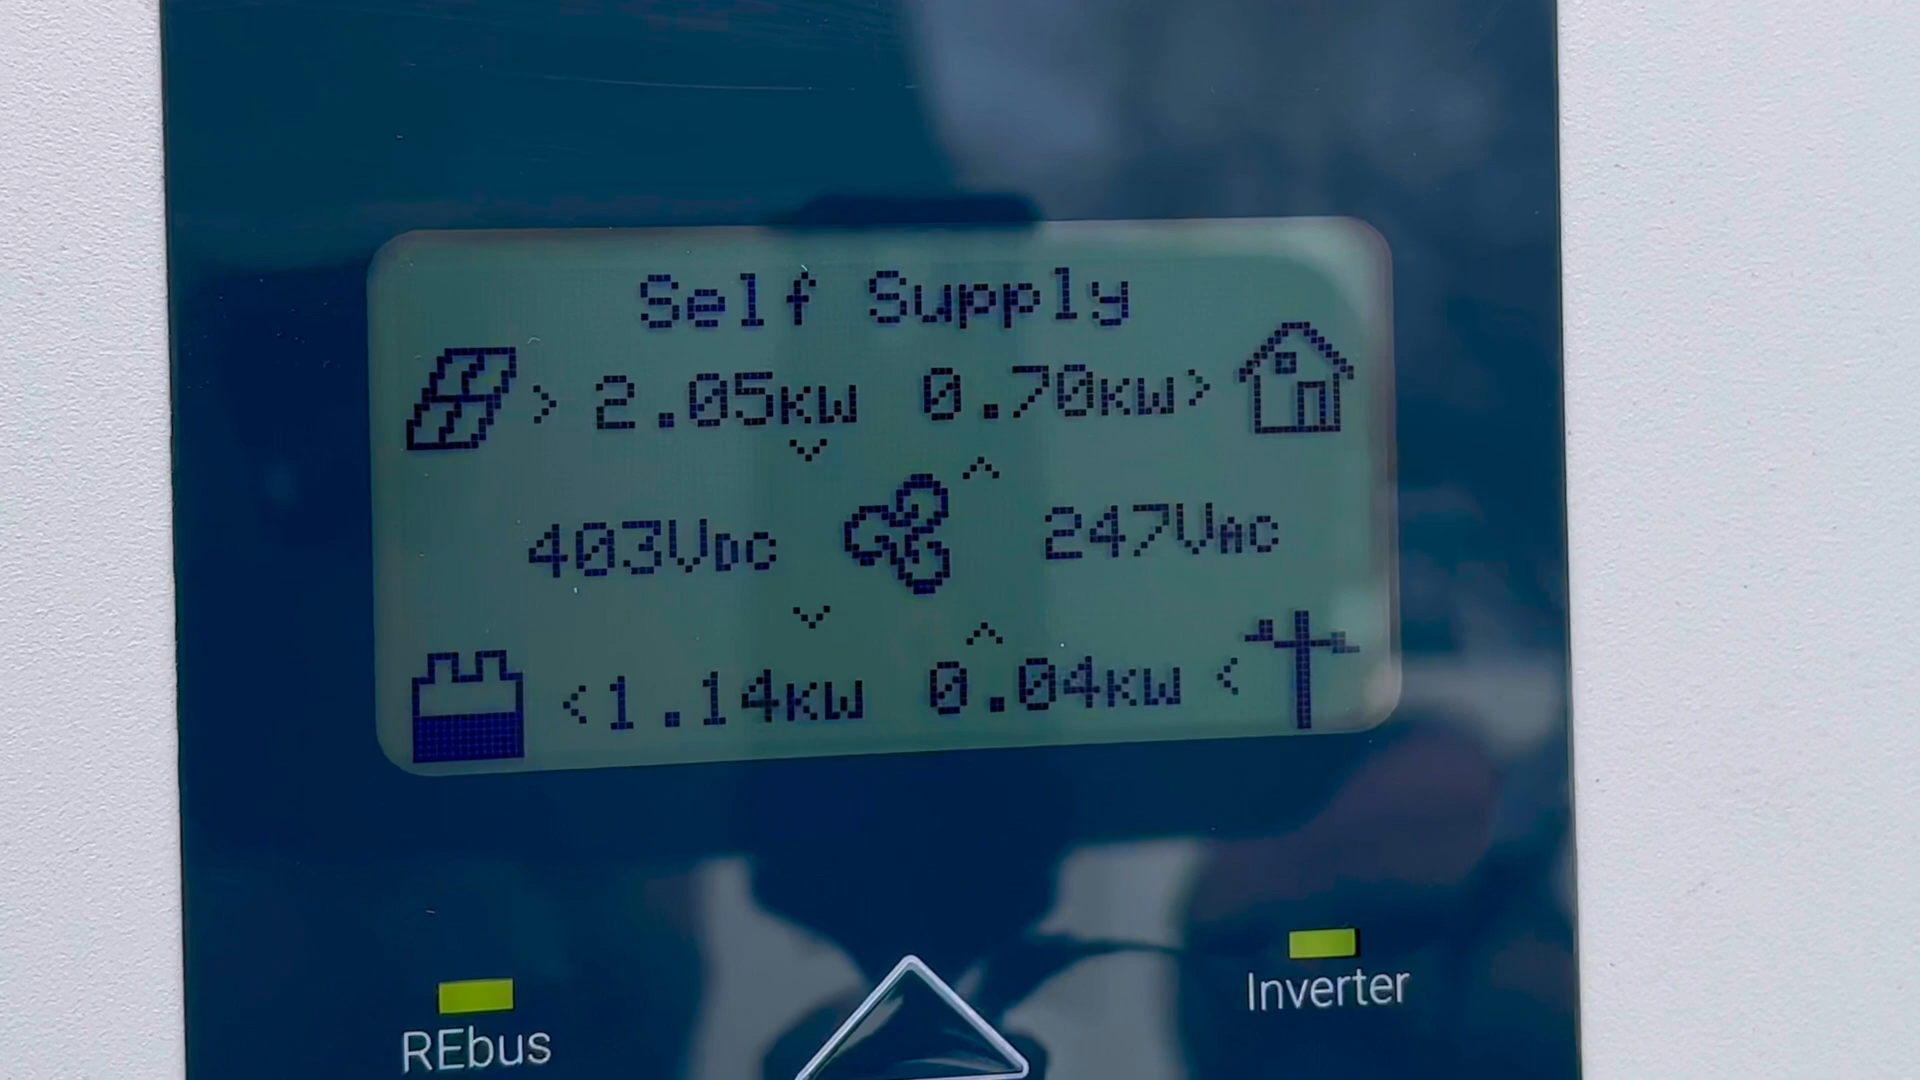 Self Supply
> 2.05kW 0.70kW>
403VDC 247VAC
<1.14kW 0.04kW <
REbus
Inverter